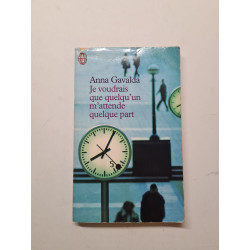 Anna Gavalda
Je voudrais
que quelqu'un
m'attende
quelque part